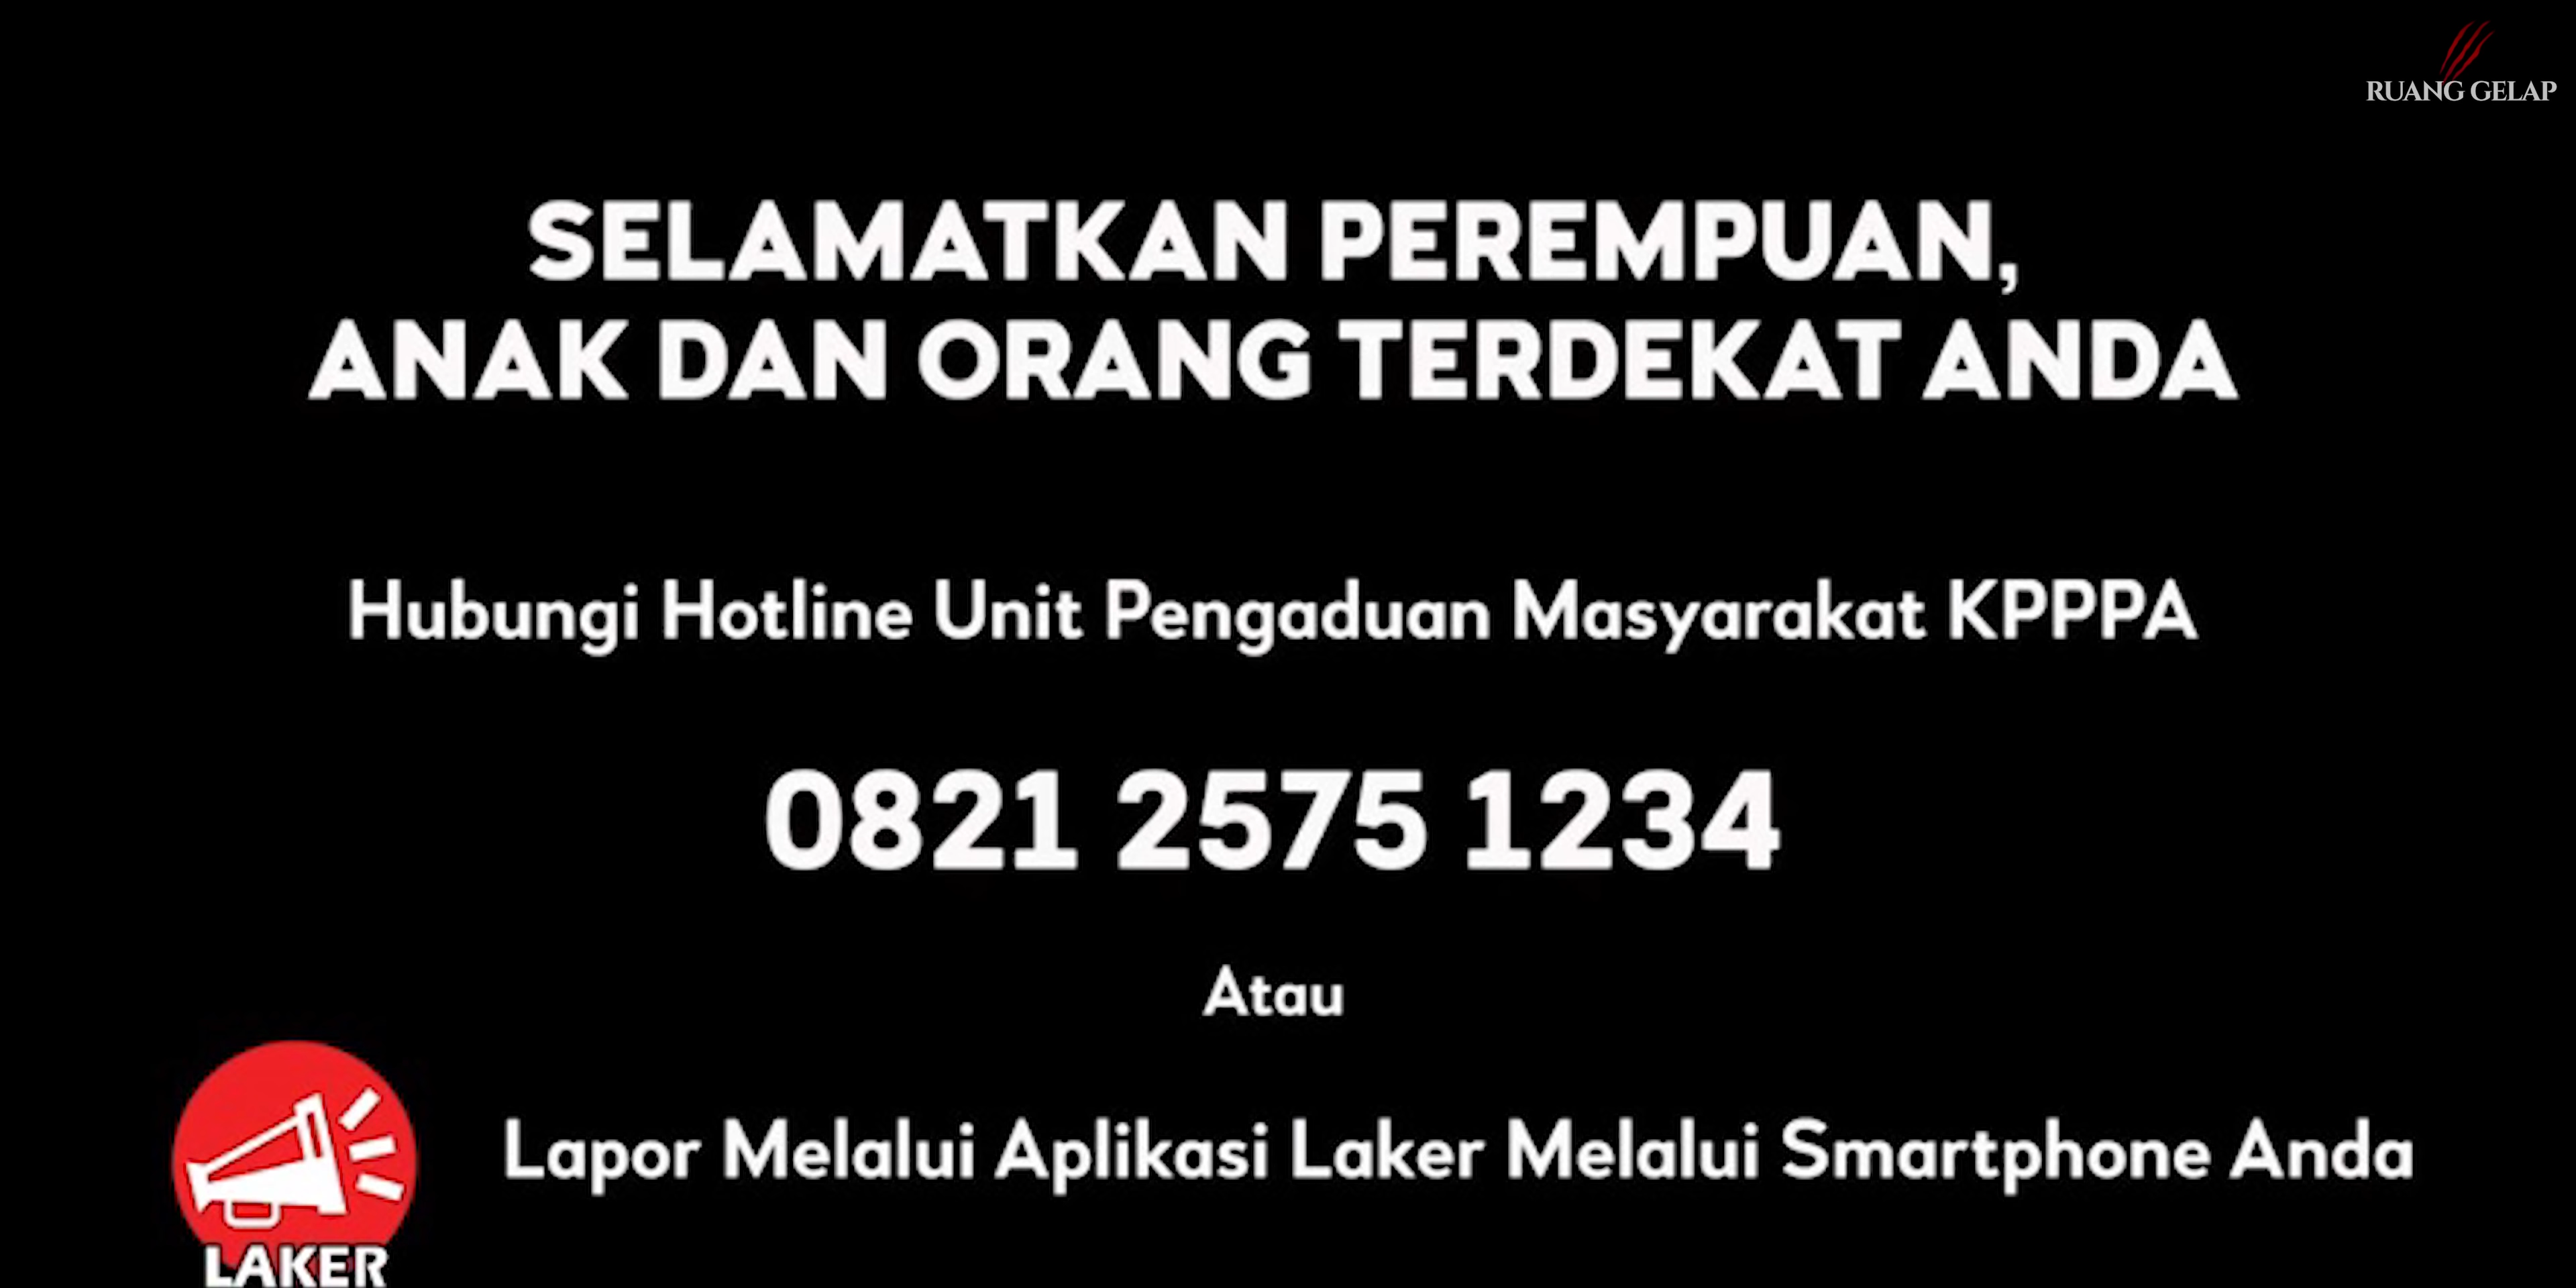 RUANG GELAP
SELAMATKAN PEREMPUAN,
ANAK DAN ORANG TERDEKAT ANDA
Hubungi Hotline Unit Pengaduan Masyarakat KPPPA
0821 2575 1234
Atau
Lapor Melalui Aplikasi Laker Melalui Smartphone Anda
LAKER